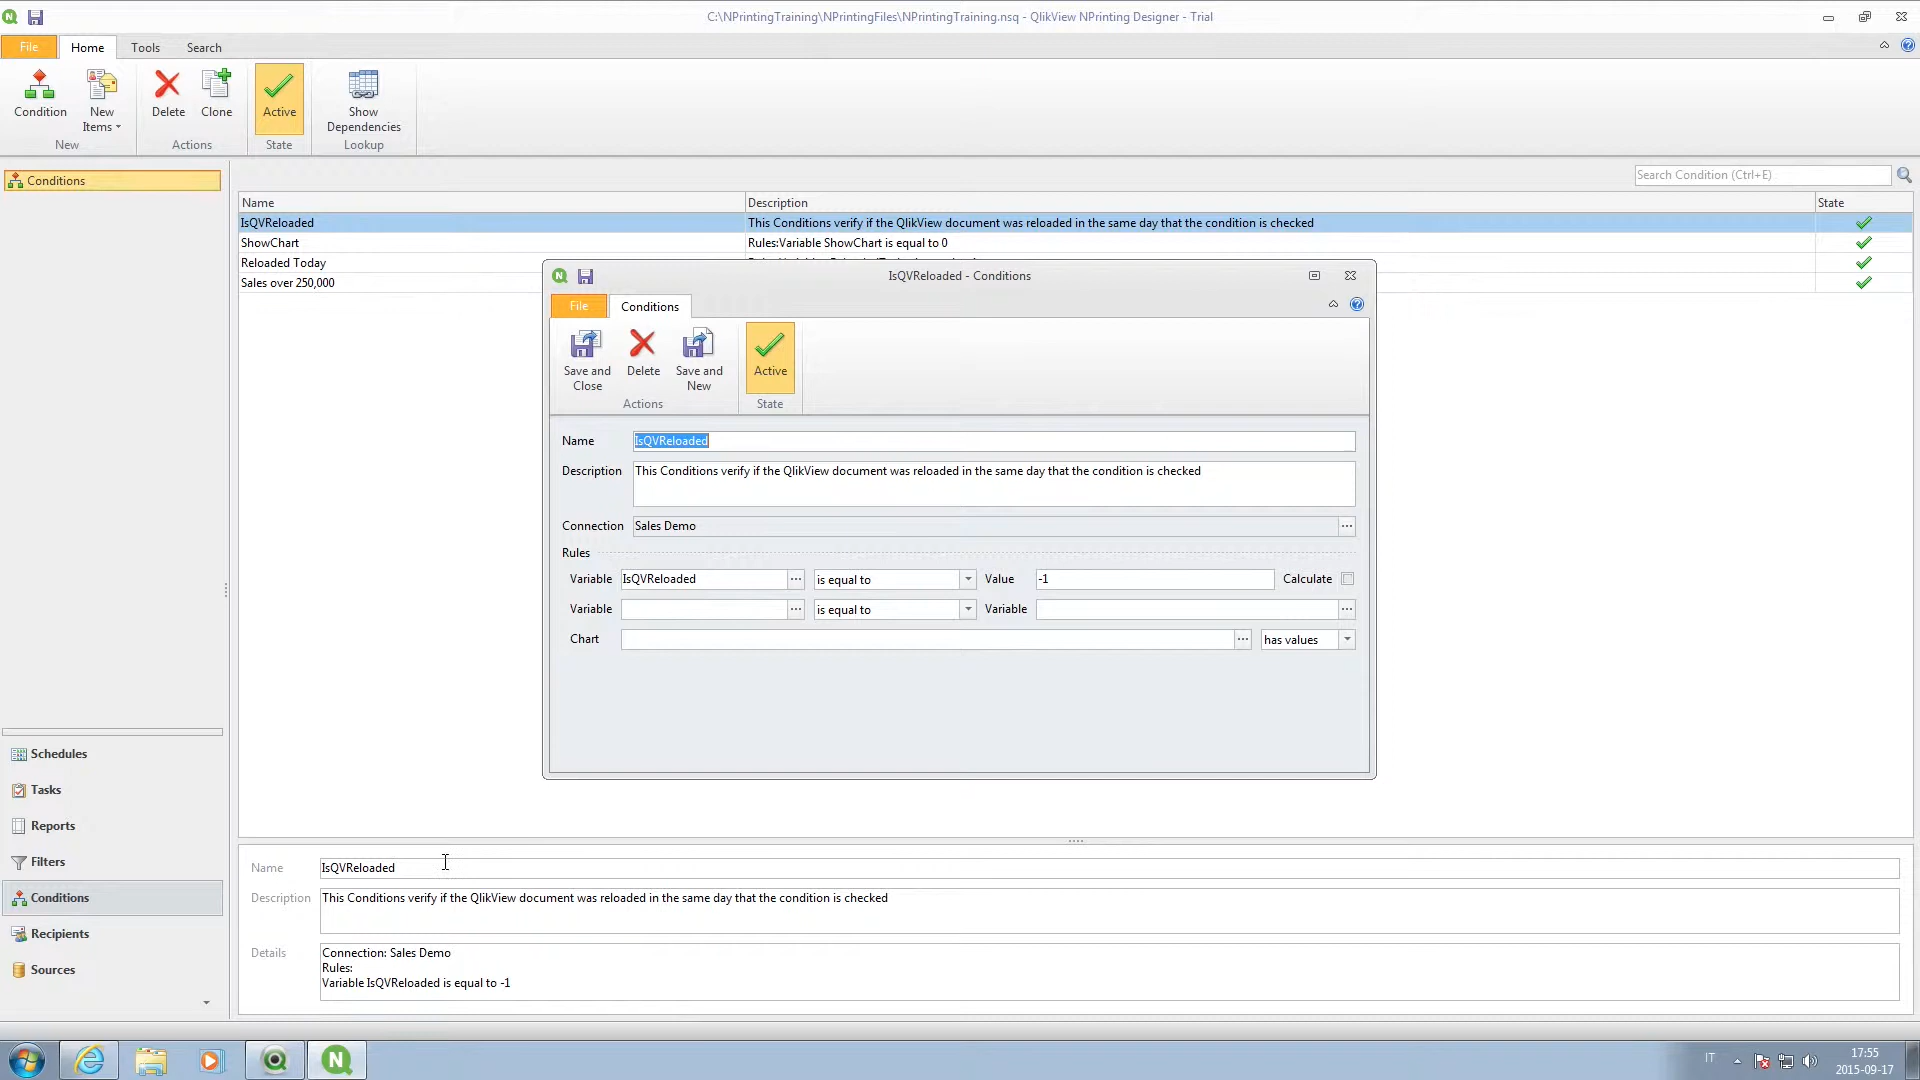 C:\NPrintingTraining\NPrintingFiles\NPrintingTraining.nsq - QlikView NPrinting Designer - Trial
File Home Tools Search
Condition New Items Delete Clone Active Show Dependencies
New Actions State Lookup
Conditions
Search Condition (Ctrl+E)
Name Description State
IsQVReloaded This Conditions verify if the QlikView document was reloaded in the same day that the condition is checked
ShowChart Rules:Variable ShowChart is equal to 0
Reloaded Today
Sales over 250,000
IsQVReloaded - Conditions
File Conditions
Save and Close Delete Save and New Active
Actions State
Name IsQVReloaded
Description This Conditions verify if the QlikView document was reloaded in the same day that the condition is checked
Connection Sales Demo
Rules
Variable IsQVReloaded is equal to Value -1 Calculate
Variable is equal to Variable
Chart has values
Schedules
Tasks
Reports
Filters
Conditions
Recipients
Sources
Name IsQVReloaded
Description This Conditions verify if the QlikView document was reloaded in the same day that the condition is checked
Details Connection: Sales Demo
Rules:
Variable IsQVReloaded is equal to -1
IT 17:55
2015-09-17